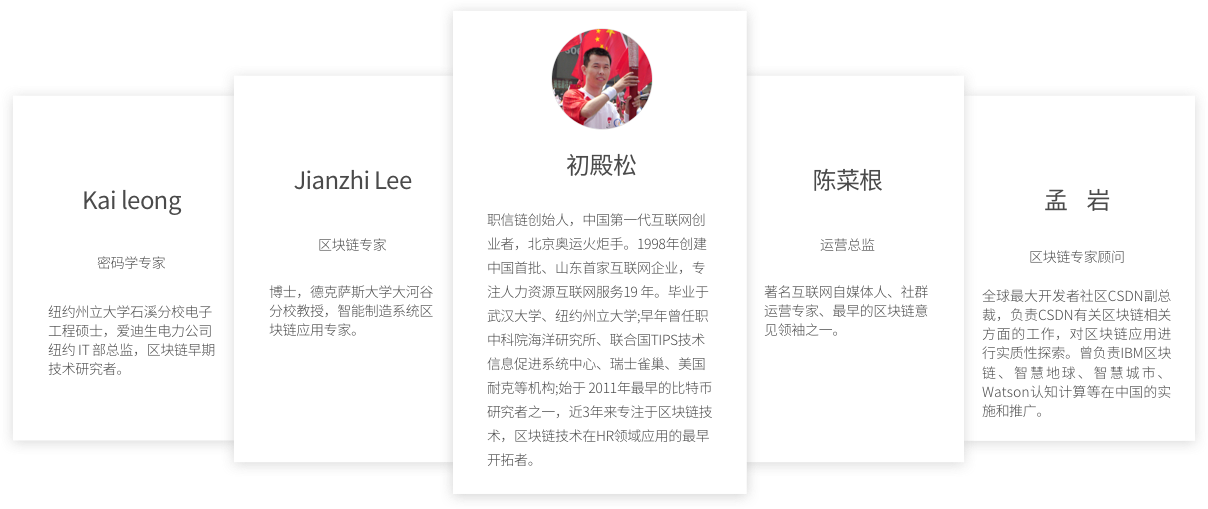 Kai leong
密码学专家
纽约州立大学石溪分校电子
工程硕士，爱迪生电力公司
纽约 IT 部总监，区块链早期
技术研究者。
Jianzhi Lee
区块链专家
博士，德克萨斯大学大河谷
分校教授，智能制造系统区
块链应用专家。
初殿松
职信链创始人，中国第一代互联网创
业者，北京奥运火炬手。1998年创建
中国首批、山东首家互联网企业，专
注人力资源互联网服务19 年。毕业于
武汉大学、纽约州立大学;早年曾任职
中科院海洋研究所、联合国TIPS技术
信息促进系统中心、瑞士雀巢、美国
耐克等机构;始于 2011年最早的比特币
研究者之一，近3年来专注于区块链技
术，区块链技术在HR领域应用的最早
开拓者。
陈菜根
运营总监
著名互联网自媒体人、社群
运营专家、最早的区块链意
见领袖之一。
孟 岩
区块链专家顾问
全球最大开发者社区CSDN副总
裁，负责CSDN有关区块链相关
方面的工作，对区块链应用进
行实质性探索。曾负责IBM区块
链、智慧地球、智慧城市、
Watson认知计算等在中国的实
施和推广。